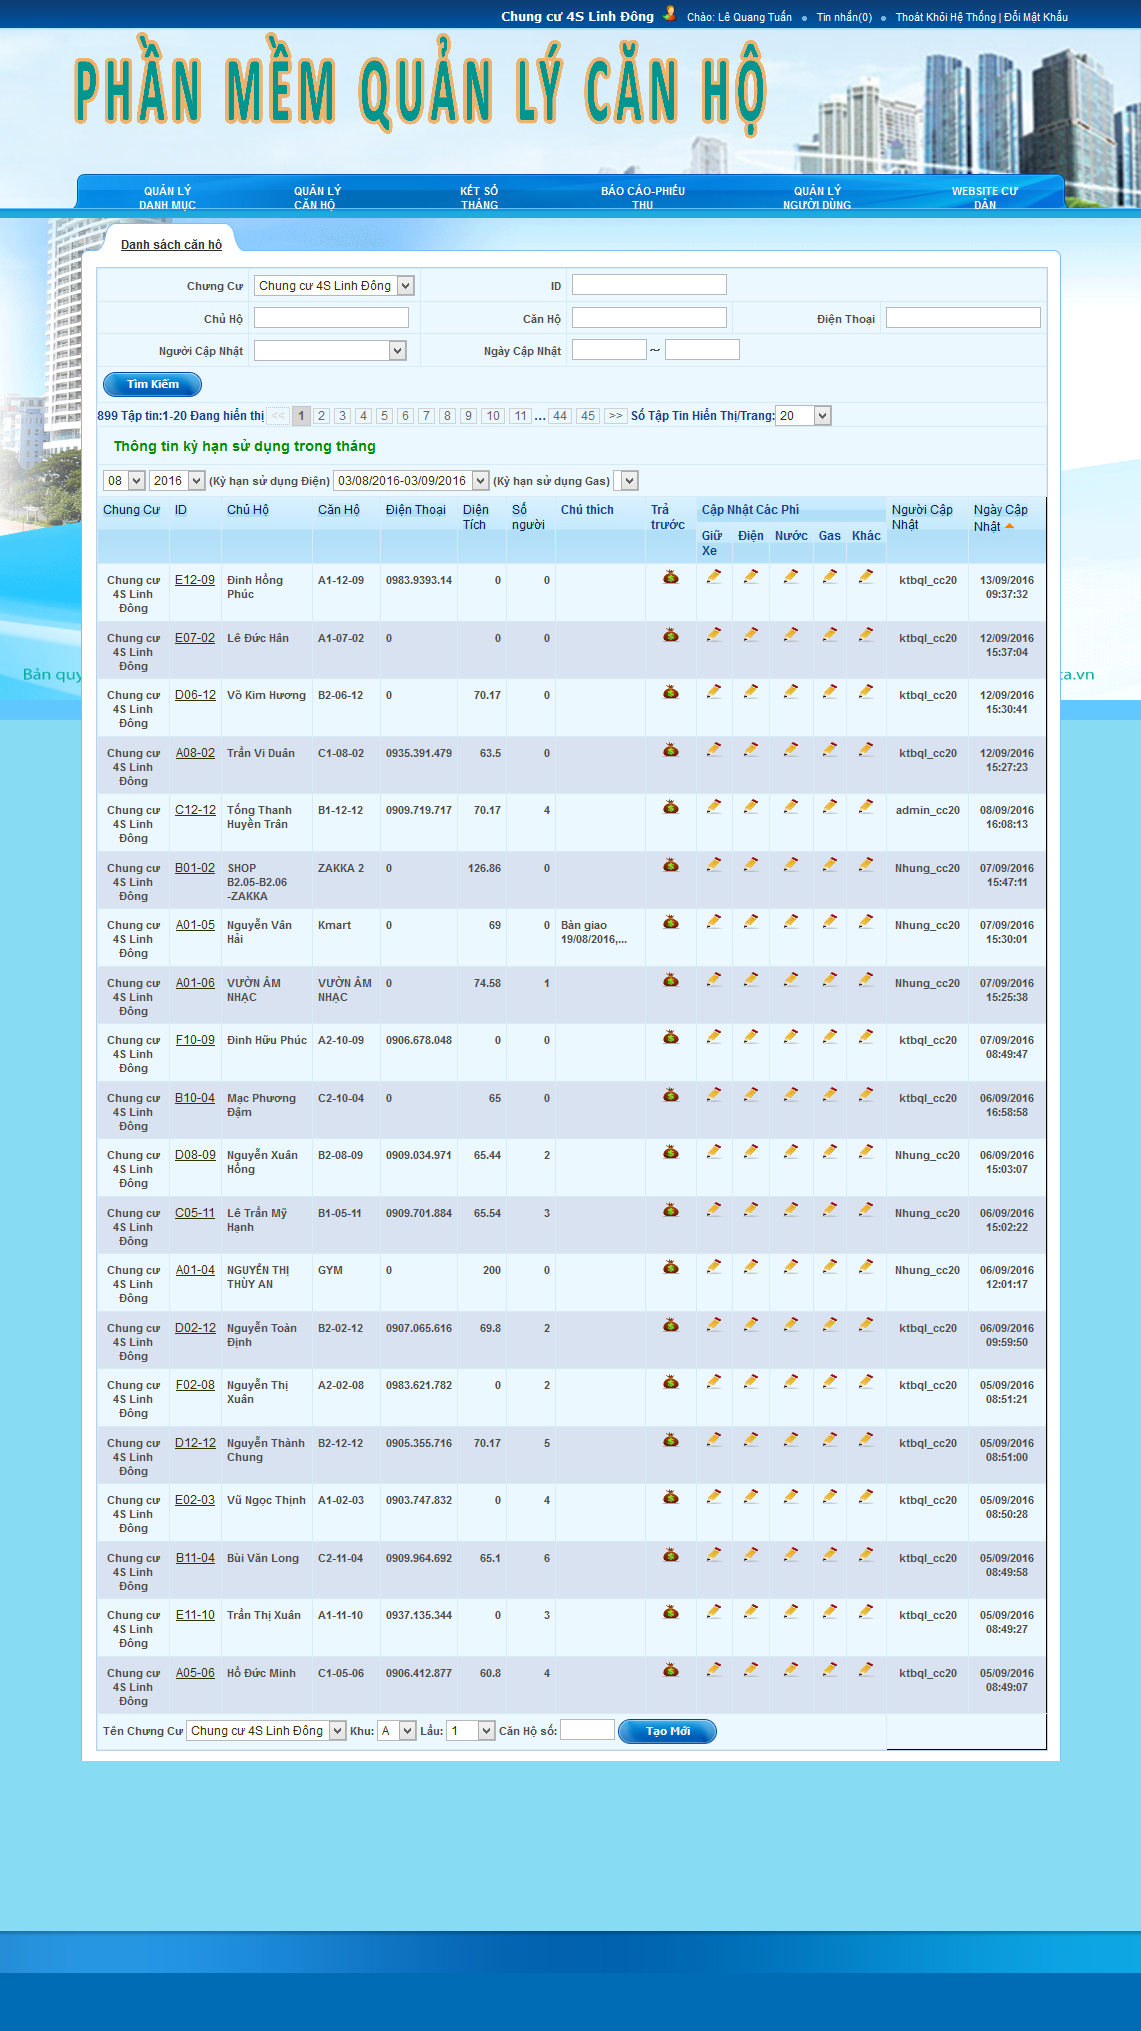 Chung cư 4S Linh Đông Chào: Lê Quang Tuấn Tin nhắn(0) Thoát Khỏi Hệ Thống | Đổi Mật Khẩu
PHẦN MỀM QUẢN LÝ CĂN HỘ
QUẢN LÝ DANH MỤC QUẢN LÝ CĂN HỘ KẾT SỔ THÁNG BÁO CÁO-PHIẾU THU QUẢN LÝ NGƯỜI DÙNG WEBSITE CƯ DÂN
Danh sách căn hộ
Chưng Cư Chung cư 4S Linh Đông ID
Chủ Hộ Căn Hộ Điện Thoại
Người Cập Nhật Ngày Cập Nhật ~
Tìm Kiếm
899 Tập tin:1-20 Đang hiển thị << 1 2 3 4 5 6 7 8 9 10 11 ... 44 45 >> Số Tập Tin Hiển Thị/Trang: 20
Thông tin kỳ hạn sử dụng trong tháng
08 2016 (Kỳ hạn sử dụng Điện) 03/08/2016-03/09/2016 (Kỳ hạn sử dụng Gas)
Chung Cư ID Chủ Hộ Căn Hộ Điện Thoại Diện Tích Số người Chú thích Trả trước Cập Nhật Các Phí Người Cập Nhật Ngày Cập Nhật
Giữ Xe Điện Nước Gas Khác
Chung cư 4S Linh Đông E12-09 Đinh Hồng Phúc A1-12-09 0983.9393.14 0 0 ktbql_cc20 13/09/2016 09:37:32
Chung cư 4S Linh Đông E07-02 Lê Đức Hân A1-07-02 0 0 0 ktbql_cc20 12/09/2016 15:37:04
Chung cư 4S Linh Đông D06-12 Võ Kim Hương B2-06-12 0 70.17 0 ktbql_cc20 12/09/2016 15:30:41
Chung cư 4S Linh Đông A08-02 Trần Vi Duân C1-08-02 0935.391.479 63.5 0 ktbql_cc20 12/09/2016 15:27:23
Chung cư 4S Linh Đông C12-12 Tống Thanh Huyền Trân B1-12-12 0909.719.717 70.17 4 admin_cc20 08/09/2016 16:08:13
Chung cư 4S Linh Đông B01-02 SHOP B2.05-B2.06 -ZAKKA ZAKKA 2 0 126.86 0 Nhung_cc20 07/09/2016 15:47:11
Chung cư 4S Linh Đông A01-05 Nguyễn Văn Hải Kmart 0 69 0 Bàn giao 19/08/2016,... Nhung_cc20 07/09/2016 15:30:01
Chung cư 4S Linh Đông A01-06 VƯỜN ÂM NHẠC VƯỜN ÂM NHẠC 0 74.58 1 Nhung_cc20 07/09/2016 15:25:38
Chung cư 4S Linh Đông F10-09 Đinh Hữu Phúc A2-10-09 0906.678.048 0 0 ktbql_cc20 07/09/2016 08:49:47
Chung cư 4S Linh Đông B10-04 Mạc Phương Đậm C2-10-04 0 65 0 ktbql_cc20 06/09/2016 16:58:58
Chung cư 4S Linh Đông D08-09 Nguyễn Xuân Hồng B2-08-09 0909.034.971 65.44 2 Nhung_cc20 06/09/2016 15:03:07
Chung cư 4S Linh Đông C05-11 Lê Trần Mỹ Hạnh B1-05-11 0909.701.884 65.54 3 Nhung_cc20 06/09/2016 15:02:22
Chung cư 4S Linh Đông A01-04 NGUYỄN THỊ THÙY AN GYM 0 200 0 Nhung_cc20 06/09/2016 12:01:17
Chung cư 4S Linh Đông D02-12 Nguyễn Toàn Định B2-02-12 0907.065.616 69.8 2 ktbql_cc20 06/09/2016 09:59:50
Chung cư 4S Linh Đông F02-08 Nguyễn Thị Xuân A2-02-08 0983.621.782 0 2 ktbql_cc20 05/09/2016 08:51:21
Chung cư 4S Linh Đông D12-12 Nguyễn Thành Chung B2-12-12 0905.355.716 70.17 5 ktbql_cc20 05/09/2016 08:51:00
Chung cư 4S Linh Đông E02-03 Vũ Ngọc Thịnh A1-02-03 0903.747.832 0 4 ktbql_cc20 05/09/2016 08:50:28
Chung cư 4S Linh Đông B11-04 Bùi Văn Long C2-11-04 0909.964.692 65.1 6 ktbql_cc20 05/09/2016 08:49:58
Chung cư 4S Linh Đông E11-10 Trần Thị Xuân A1-11-10 0937.135.344 0 3 ktbql_cc20 05/09/2016 08:49:27
Chung cư 4S Linh Đông A05-06 Hồ Đức Minh C1-05-06 0906.412.877 60.8 4 ktbql_cc20 05/09/2016 08:49:07
Tên Chưng Cư Chung cư 4S Linh Đông Khu: A Lầu: 1 Căn Hộ số: Tạo Mới
Bản quy
ta.vn